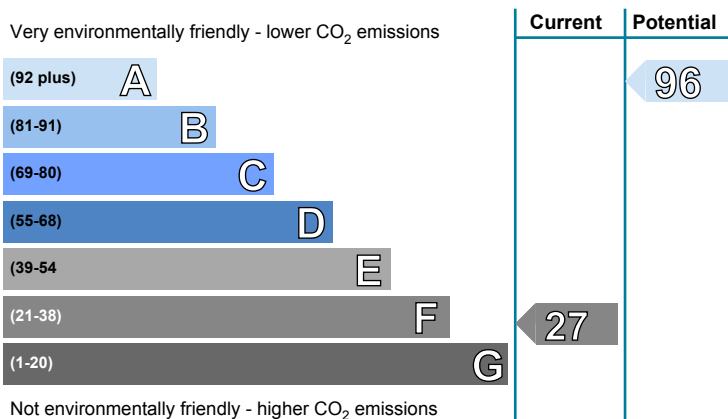 Current Potential
Very environmentally friendly - lower CO2 emissions
(92 plus) A 96
(81-91) B
(69-80) C
(55-68) D
(39-54 E
(21-38) F 27
(1-20) G
Not environmentally friendly - higher CO2 emissions